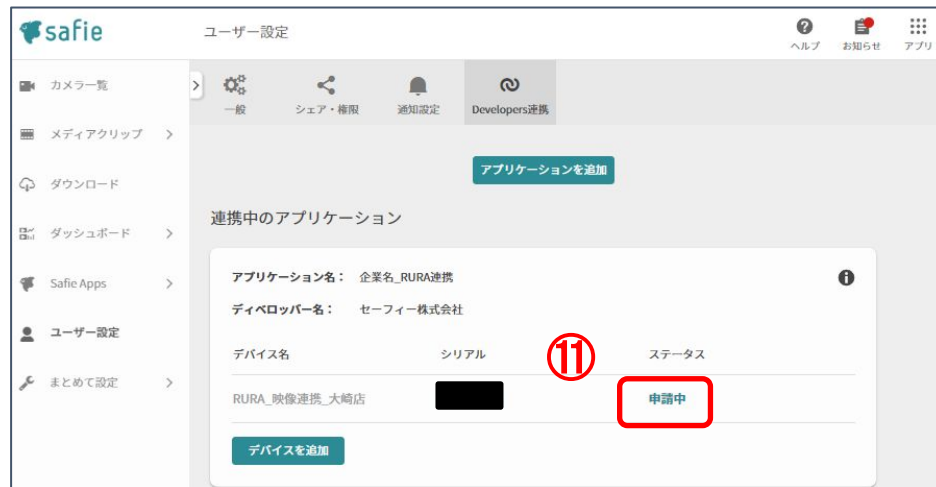 safie
ユーザー設定
ヘルプ
お知らせ
アプリ
カメラ一覧
メディアクリップ
ダウンロード
ダッシュボード
Safie Apps
ユーザー設定
まとめて設定
一般
シェア・権限
通知設定
Developers連携
アプリケーションを追加
連携中のアプリケーション
アプリケーション名： 企業名_RURA連携
ディベロッパー名： セーフィー株式会社
デバイス名 シリアル ⑪ ステータス
RURA_映像連携_大崎店 申請中
デバイスを追加